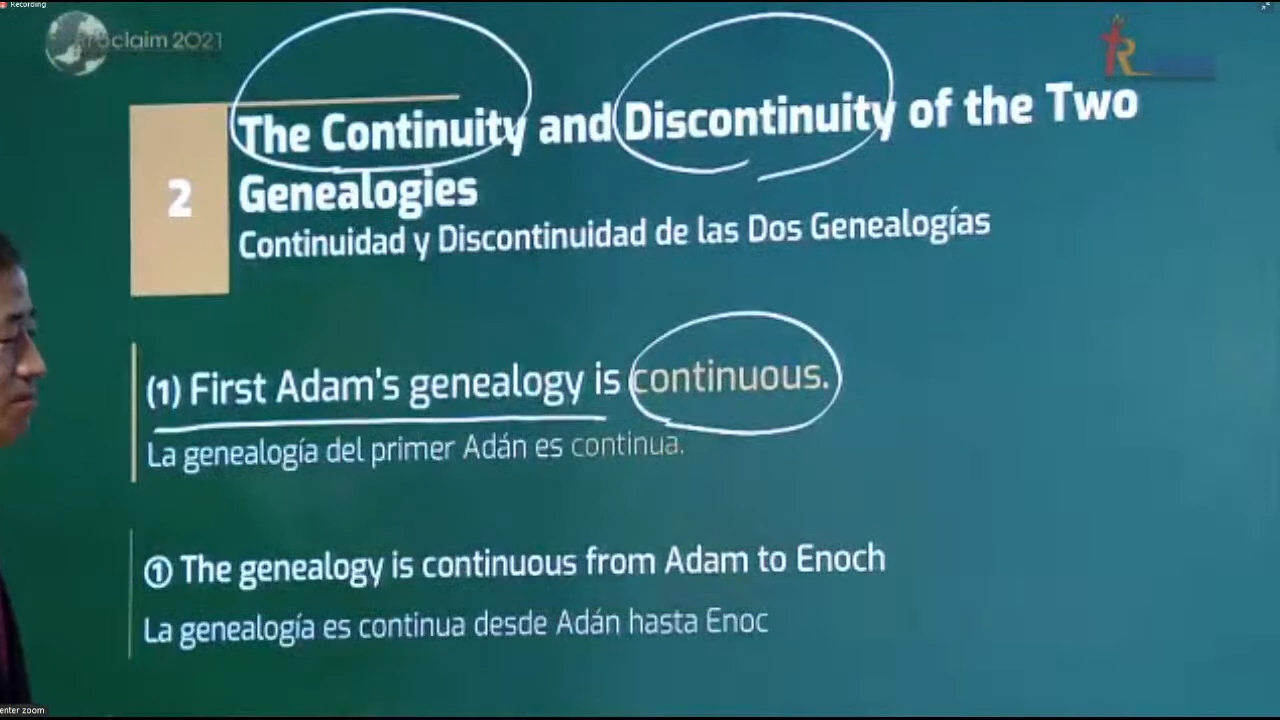 Recording
Proclaim 2021
R
2
The Continuity and Discontinuity of the Two
Genealogies
Continuidad y Discontinuidad de las Dos Genealogías
(1) First Adam's genealogy is continuous.
La genealogía del primer Adán es continua.
① The genealogy is continuous from Adam to Enoch
La genealogía es continua desde Adán hasta Enoc
enter zoom